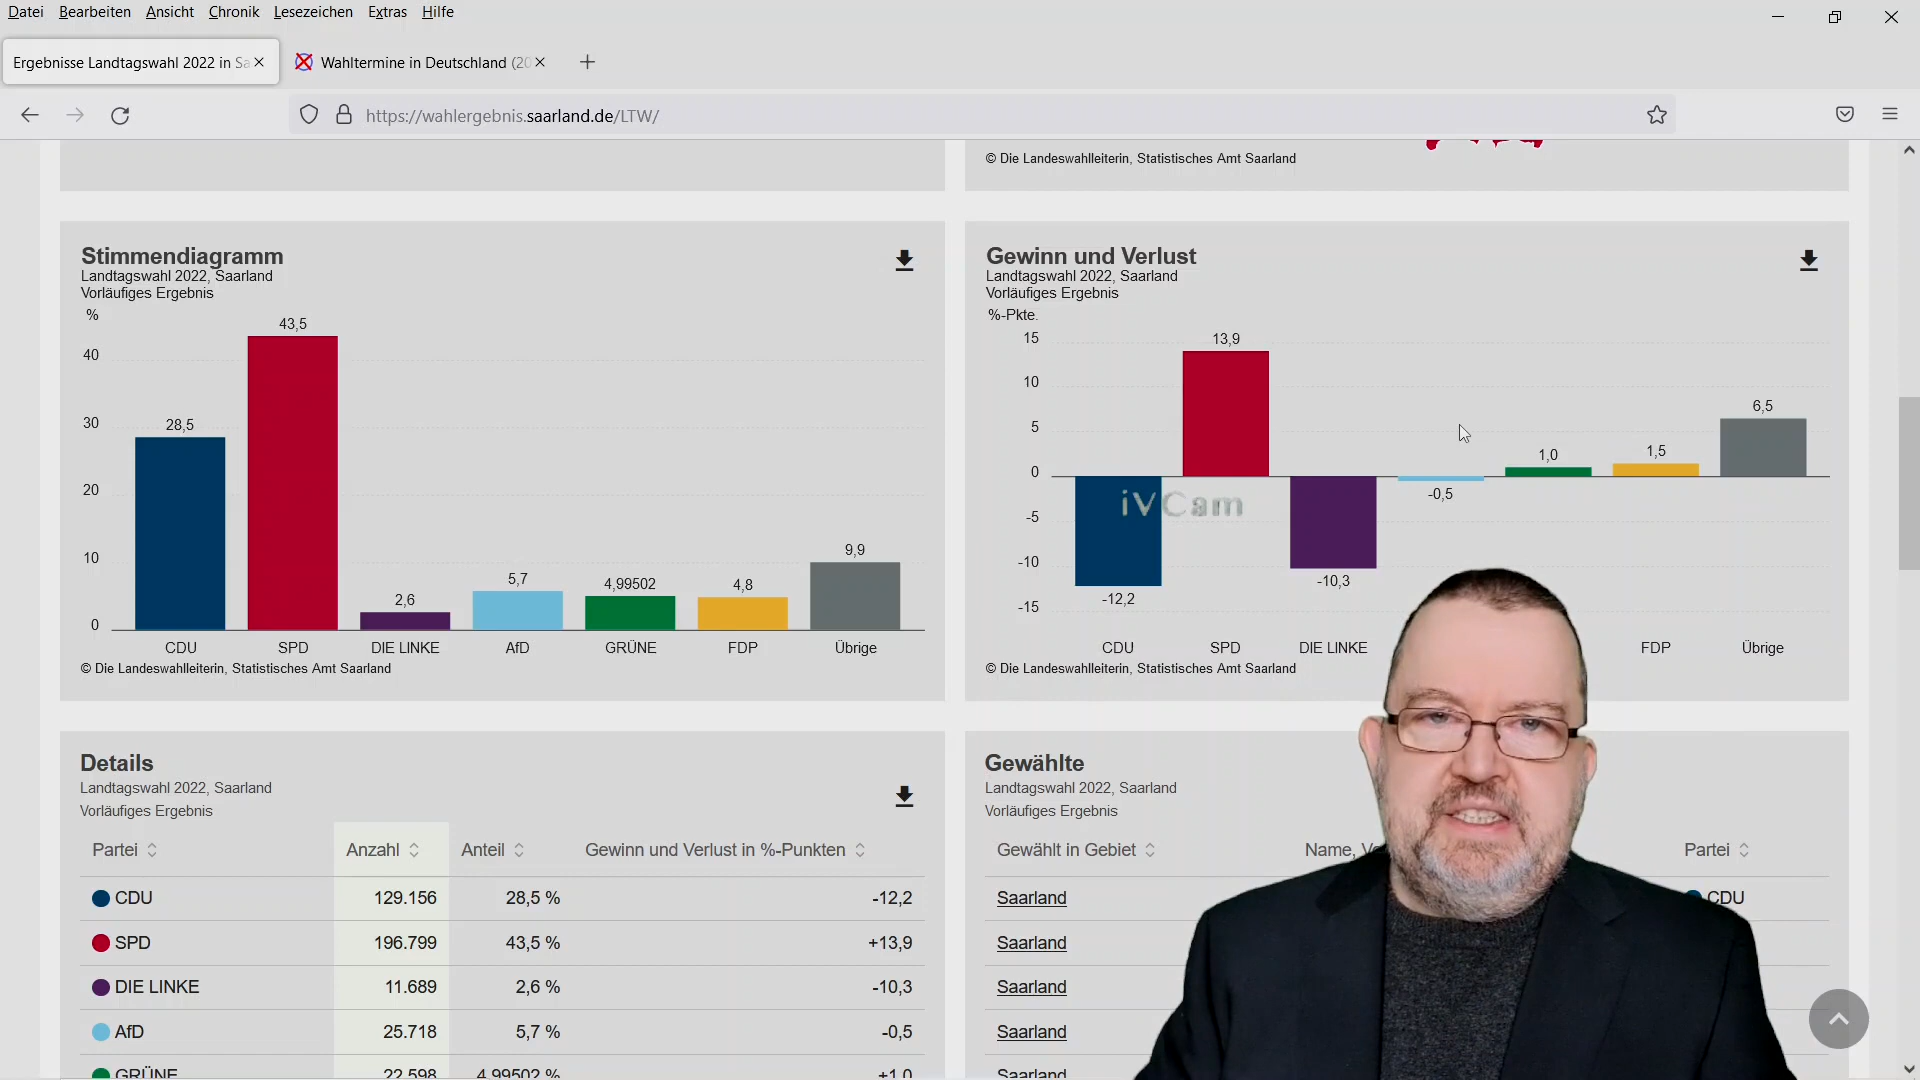 Datei Bearbeiten Ansicht Chronik Lesezeichen Extras Hilfe
Ergebnisse Landtagswahl 2022 in Sa
Wahltermine in Deutschland (20
https://wahlergebnis.saarland.de/LTW/
© Die Landeswahlleiterin, Statistisches Amt Saarland
Stimmendiagramm
Landtagswahl 2022, Saarland
Vorläufiges Ergebnis
%
40
30
20
10
0
28,5
43,5
2,6
5,7
4,99502
4,8
9,9
CDU SPD DIE LINKE AfD GRÜNE FDP Übrige
© Die Landeswahlleiterin, Statistisches Amt Saarland
Gewinn und Verlust
Landtagswahl 2022, Saarland
Vorläufiges Ergebnis
%-Pkte.
15
10
5
0
-5
-10
-15
-12,2
13,9
-10,3
-0,5
1,0
1,5
6,5
iVCam
CDU SPD DIE LINKE FDP Übrige
© Die Landeswahlleiterin, Statistisches Amt Saarland
Details
Landtagswahl 2022, Saarland
Vorläufiges Ergebnis
Partei Anzahl Anteil Gewinn und Verlust in %-Punkten
CDU 129.156 28,5 % -12,2
SPD 196.799 43,5 % +13,9
DIE LINKE 11.689 2,6 % -10,3
AfD 25.718 5,7 % -0,5
GRÜNE 22.598 4,99502 % +1,0
Gewählte
Landtagswahl 2022, Saarland
Vorläufiges Ergebnis
Gewählt in Gebiet Name, Partei
Saarland CDU
Saarland
Saarland
Saarland
Saarland